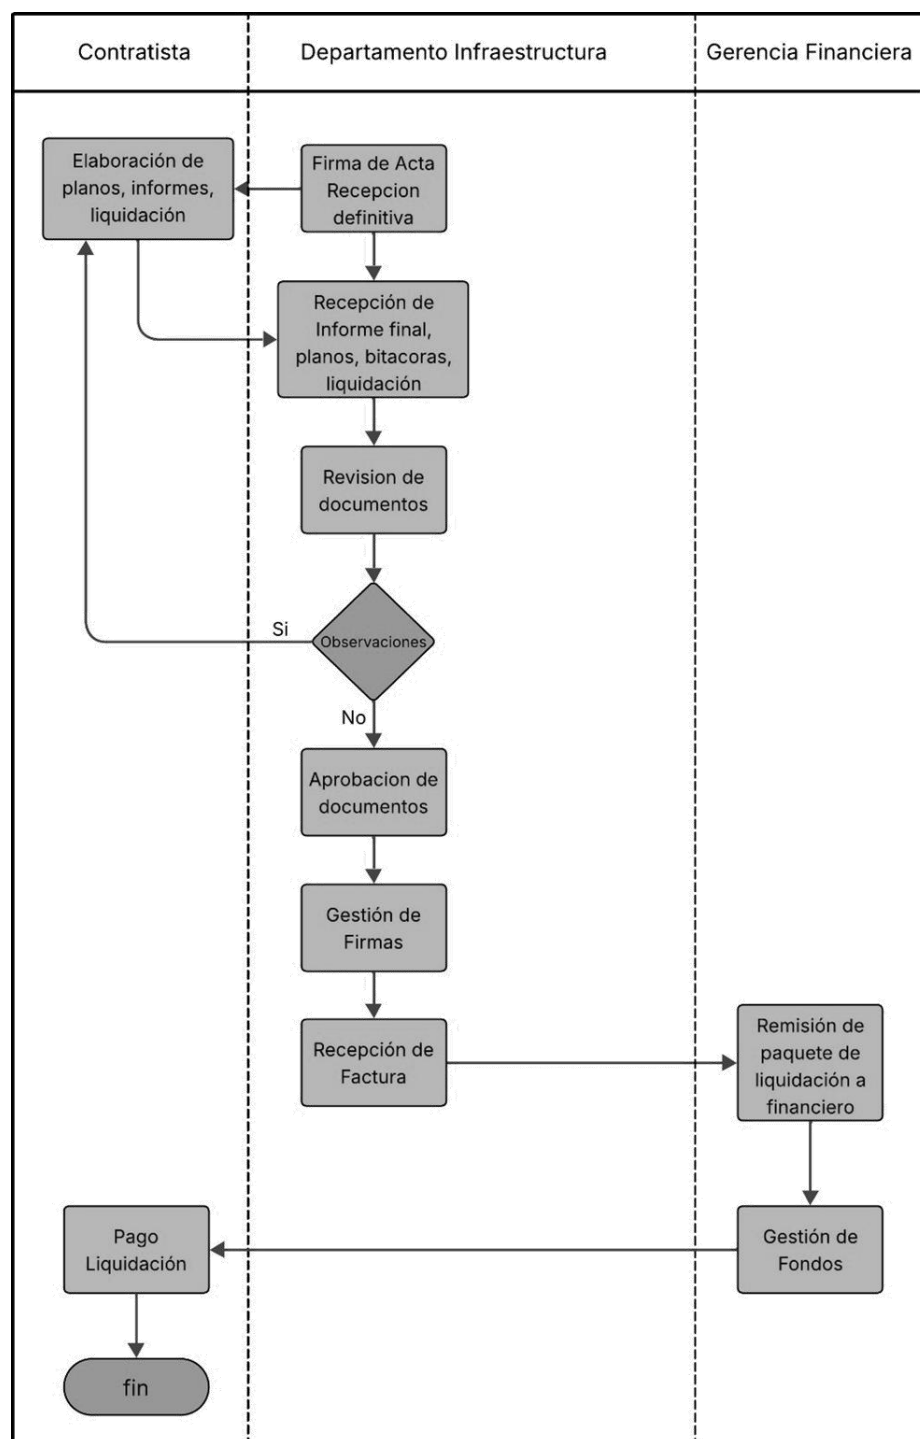 Contratista
Departamento Infraestructura
Gerencia Financiera
Elaboración de
planos, informes,
liquidación
Firma de Acta
Recepcion
definitiva
Recepción de
Informe final,
planos, bitacoras,
liquidación
Revision de
documentos
Si
Observaciones
No
Aprobacion de
documentos
Gestión de
Firmas
Recepción de
Factura
Remisión de
paquete de
liquidación a
financiero
Pago
Liquidación
Gestión de
Fondos
fin